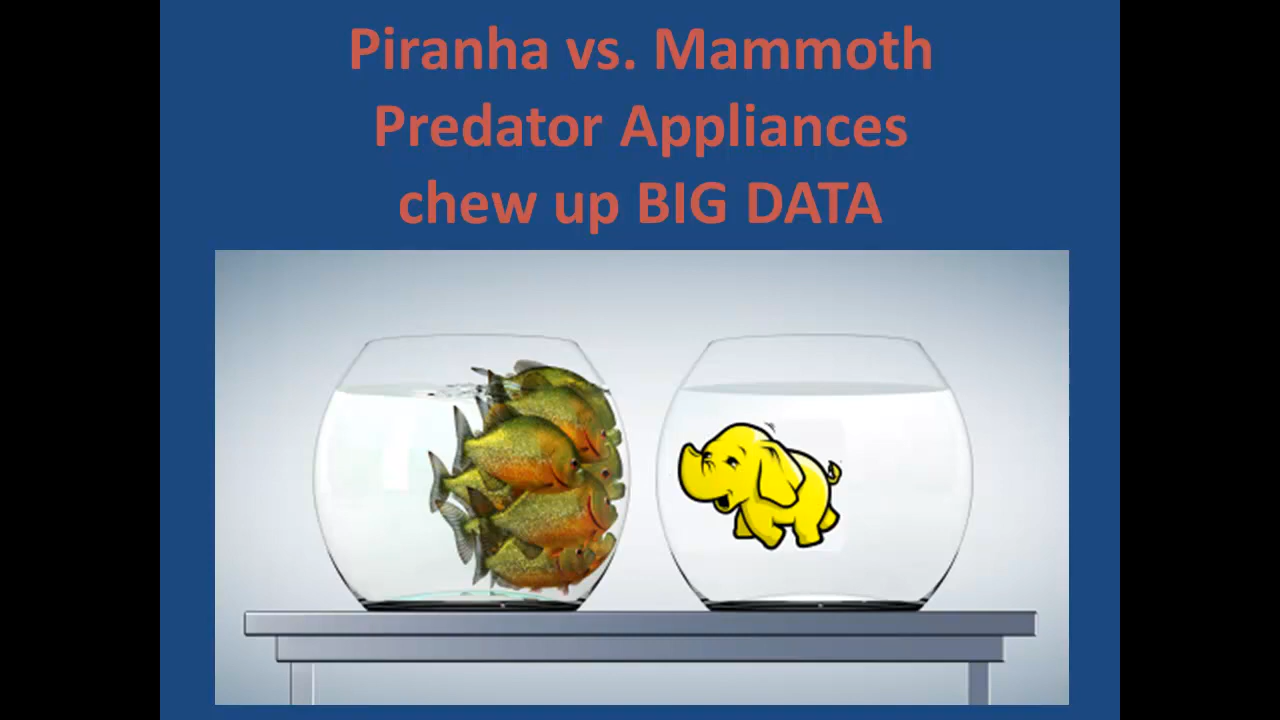 Piranha vs. Mammoth
Predator Appliances
chew up BIG DATA